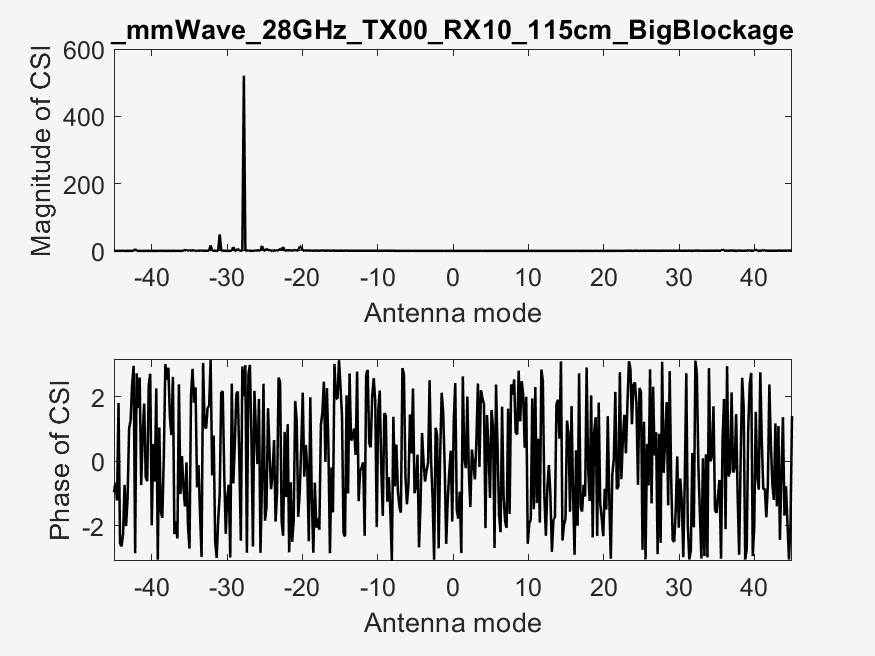 _mmWave_28GHz_TX00_RX10_115cm_BigBlockage
Magnitude of CSI
600
400
200
0
-40 -30 -20 -10 0 10 20 30 40
Antenna mode
Phase of CSI
2
0
-2
-40 -30 -20 -10 0 10 20 30 40
Antenna mode